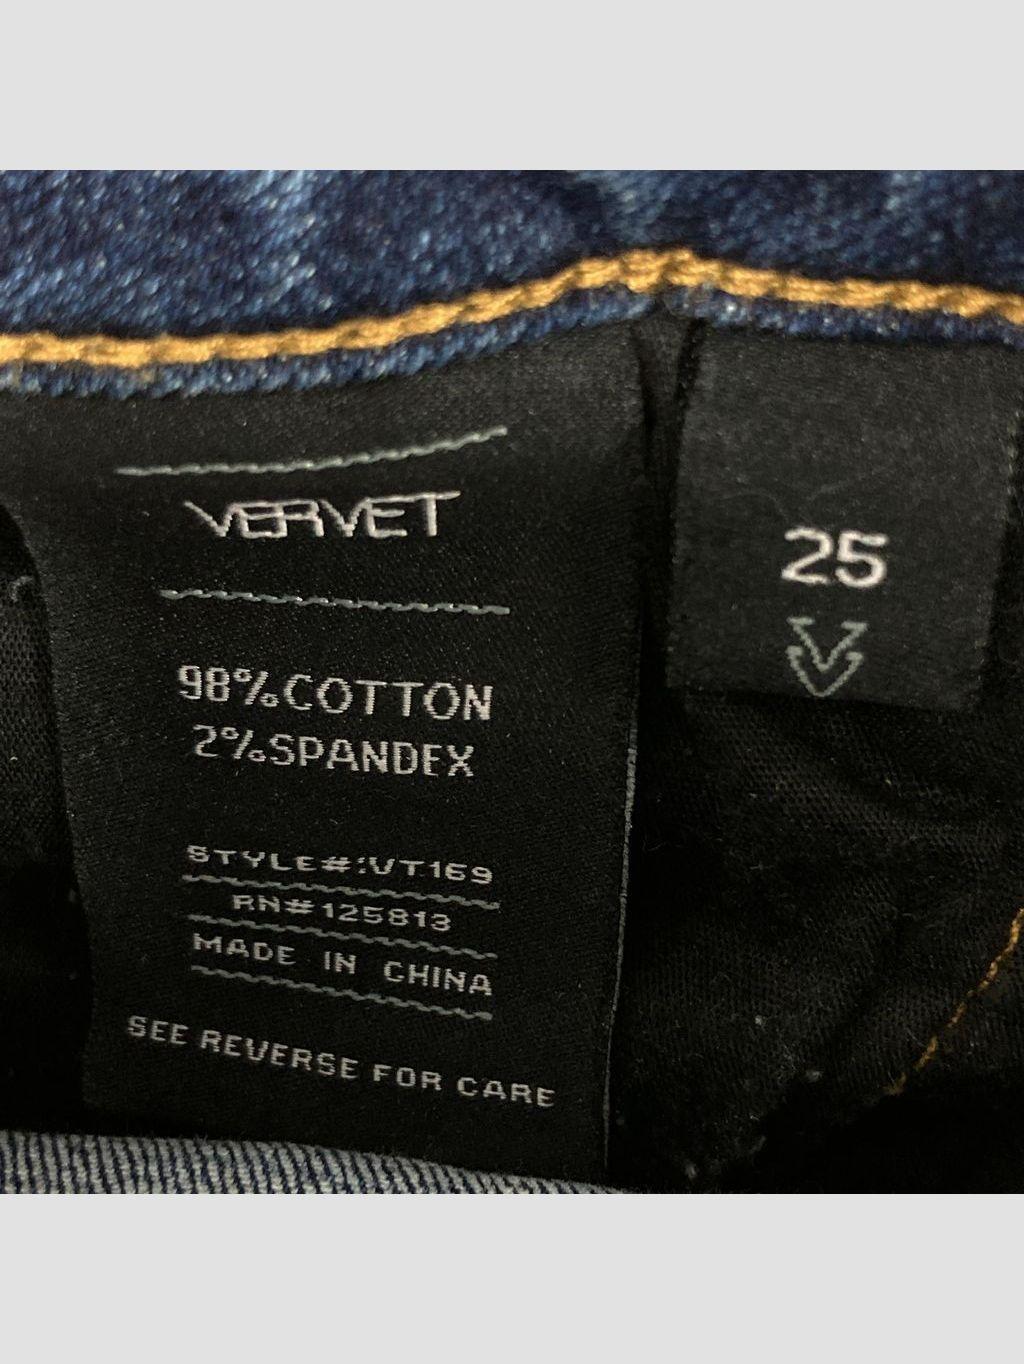 VERVET
98%COTTON
2%SPANDEX
STYLE#:VT169
RN#125813
MADE IN CHINA
SEE REVERSE FOR CARE
25